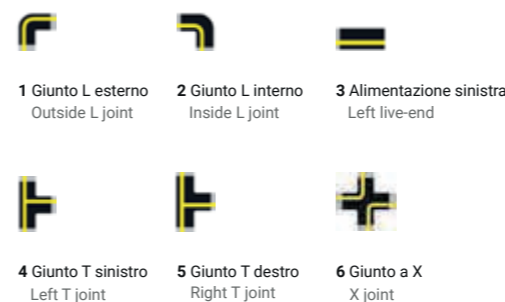 1 Giunto L esterno
Outside L joint
2 Giunto L interno
Inside L joint
3 Alimentazione sinistra
Left live-end
4 Giunto T sinistro
Left T joint
5 Giunto T destro
Right T joint
6 Giunto a X
X joint